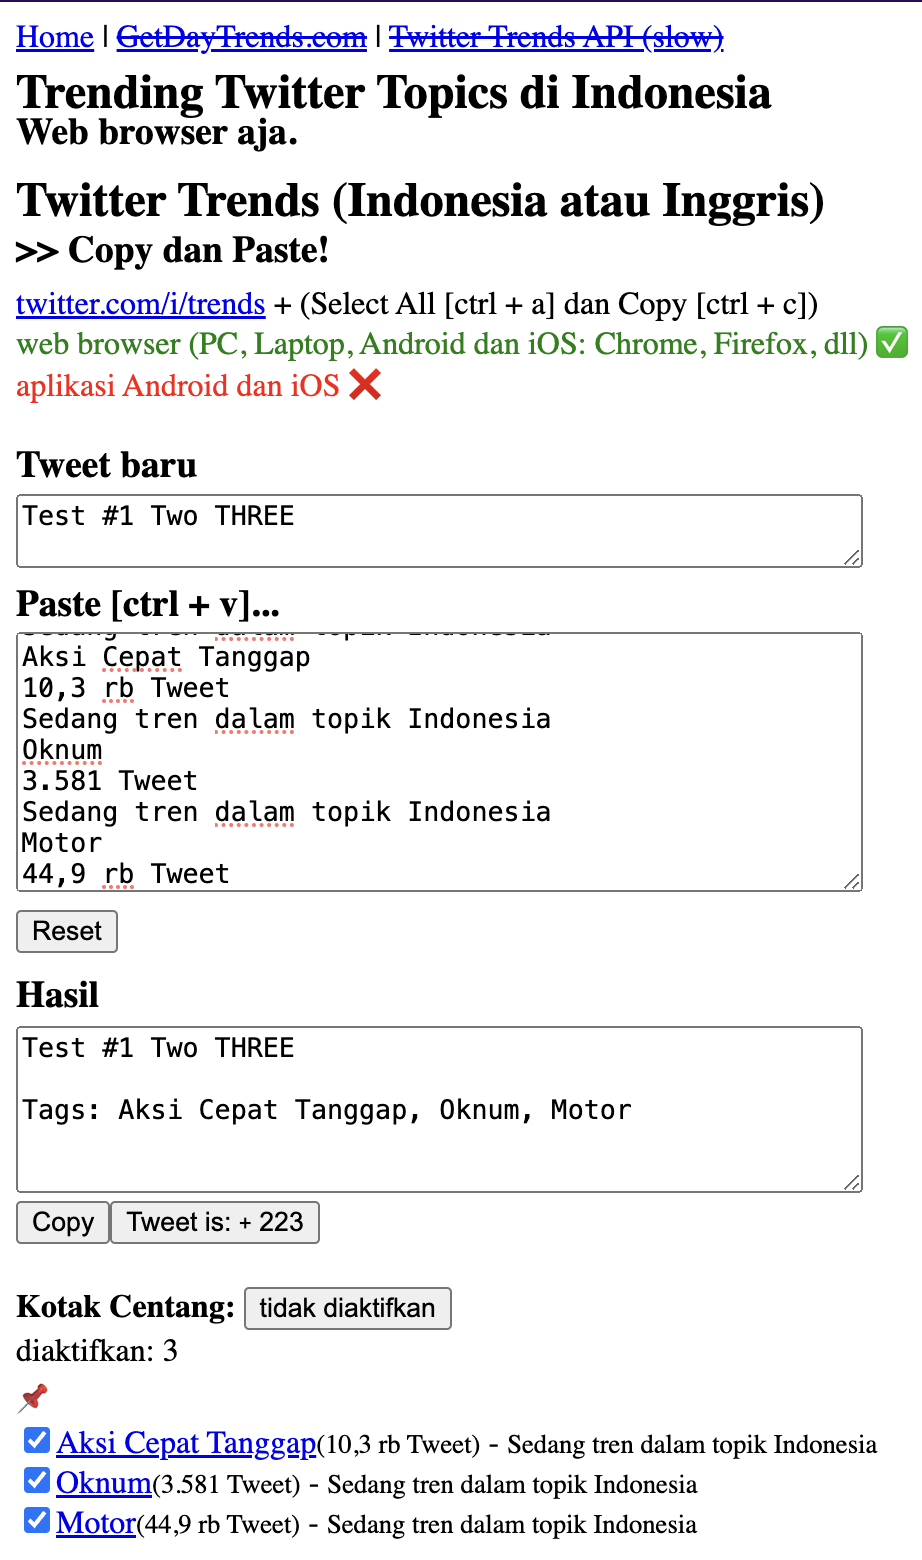 Home | GetDayTrends.com | Twitter Trends API (slow)
Trending Twitter Topics di Indonesia
Web browser aja.
Twitter Trends (Indonesia atau Inggris)
>> Copy dan Paste!
twitter.com/i/trends + (Select All [ctrl + a] dan Copy [ctrl + c])
web browser (PC, Laptop, Android dan iOS: Chrome, Firefox, dll) ✅
aplikasi Android dan iOS ❌
Tweet baru
Test #1 Two THREE
Paste [ctrl + v]...
Sedang tren dalam topik Indonesia
Aksi Cepat Tanggap
10,3 rb Tweet
Sedang tren dalam topik Indonesia
Oknum
3.581 Tweet
Sedang tren dalam topik Indonesia
Motor
44,9 rb Tweet
Reset
Hasil
Test #1 Two THREE
Tags: Aksi Cepat Tanggap, Oknum, Motor
Copy Tweet is: + 223
Kotak Centang: tidak diaktifkan
diaktifkan: 3
📌
Aksi Cepat Tanggap(10,3 rb Tweet) - Sedang tren dalam topik Indonesia
Oknum(3.581 Tweet) - Sedang tren dalam topik Indonesia
Motor(44,9 rb Tweet) - Sedang tren dalam topik Indonesia